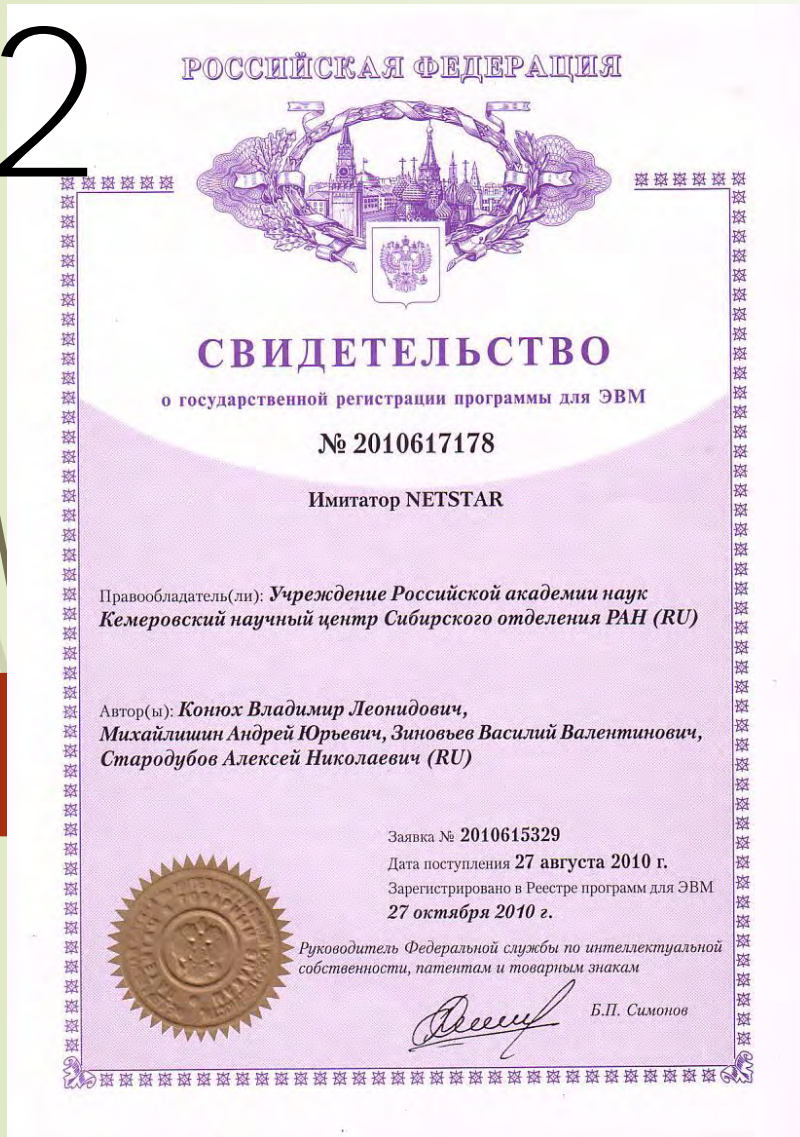 2
РОССИЙСКАЯ ФЕДЕРАЦИЯ
СВИДЕТЕЛЬСТВО
о государственной регистрации программы для ЭВМ
№ 2010617178
Имитатор NETSTAR
Правообладатель(ли): Учреждение Российской академии наук
Кемеровский научный центр Сибирского отделения РАН (RU)
Автор(ы): Конюх Владимир Леонидович,
Михайлишин Андрей Юрьевич, Зиновьев Василий Валентинович,
Стародубов Алексей Николаевич (RU)
Заявка № 2010615329
Дата поступления 27 августа 2010 г.
Зарегистрировано в Реестре программ для ЭВМ
27 октября 2010 г.
Руководитель Федеральной службы по интеллектуальной
собственности, патентам и товарным знакам
Б.П. Симонов